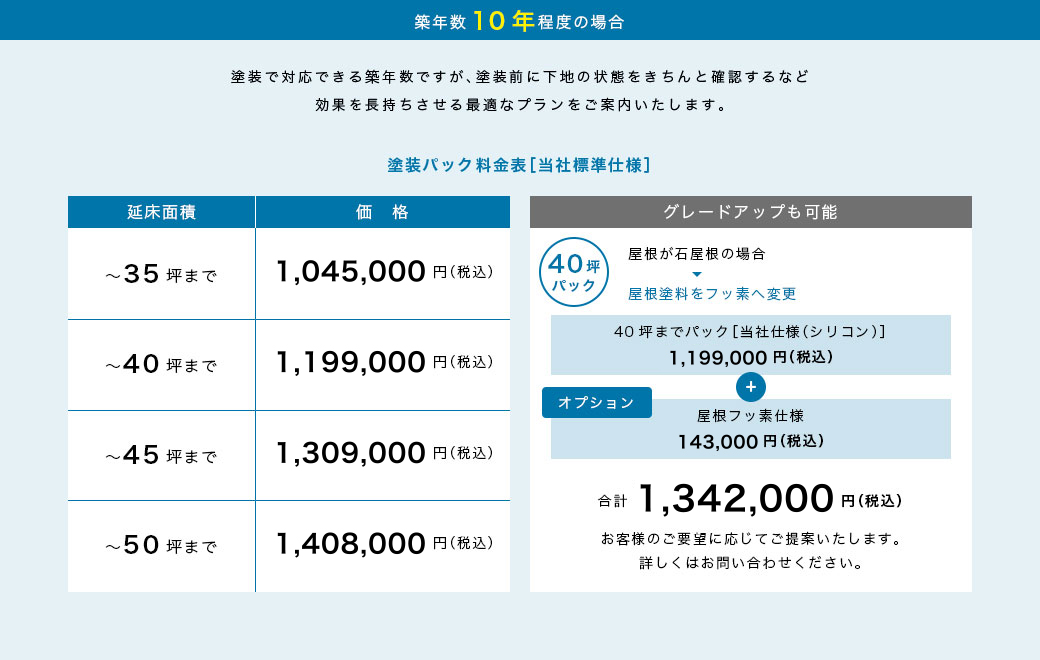 築年数 10年程度の場合
塗装で対応できる築年数ですが、塗装前に下地の状態をきちんと確認するなど
効果を長持ちさせる最適なプランをご案内いたします。
塗装パック料金表［当社標準仕様］
延床面積
価　格
～35 坪まで
1,045,000 円（税込）
～40 坪まで
1,199,000 円（税込）
～45 坪まで
1,309,000 円（税込）
～50 坪まで
1,408,000 円（税込）
グレードアップも可能
40坪
パック
屋根が石屋根の場合
屋根塗料をフッ素へ変更
40坪までパック［当社仕様（シリコン）］
1,199,000 円（税込）
+
オプション
屋根フッ素仕様
143,000 円（税込）
合計 1,342,000 円（税込）
お客様のご要望に応じてご提案いたします。
詳しくはお問い合わせください。